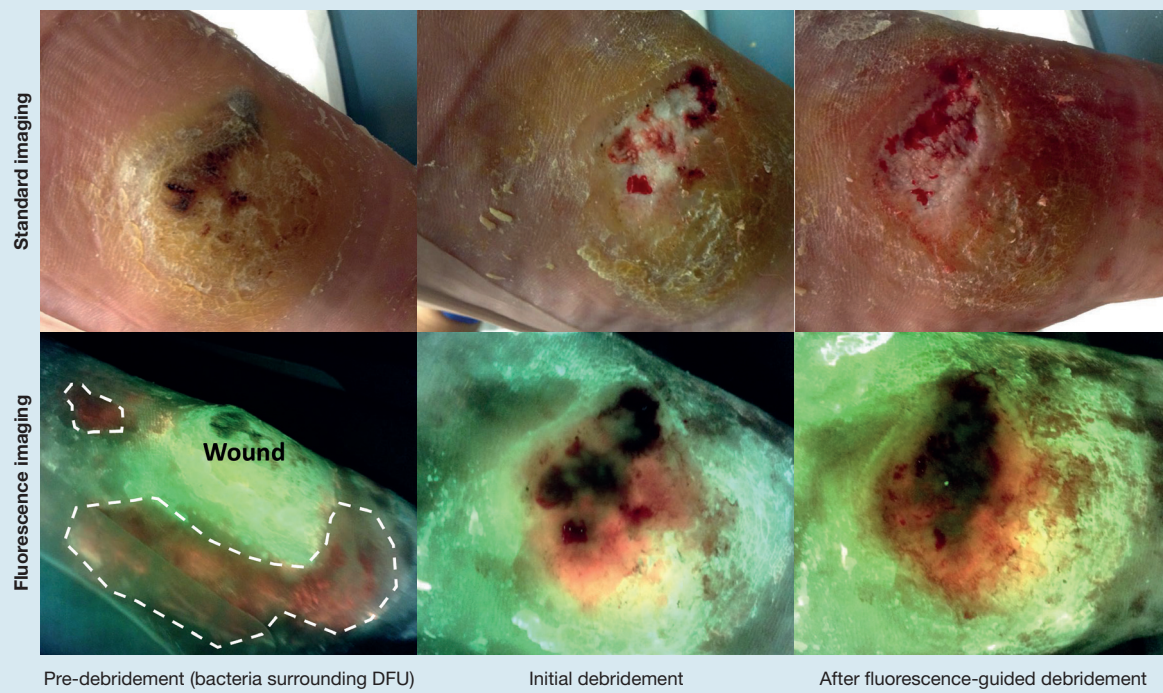 Standard imaging
Wound
Fluorescence imaging
Pre-debridement (bacteria surrounding DFU)
Initial debridement
After fluorescence-guided debridement